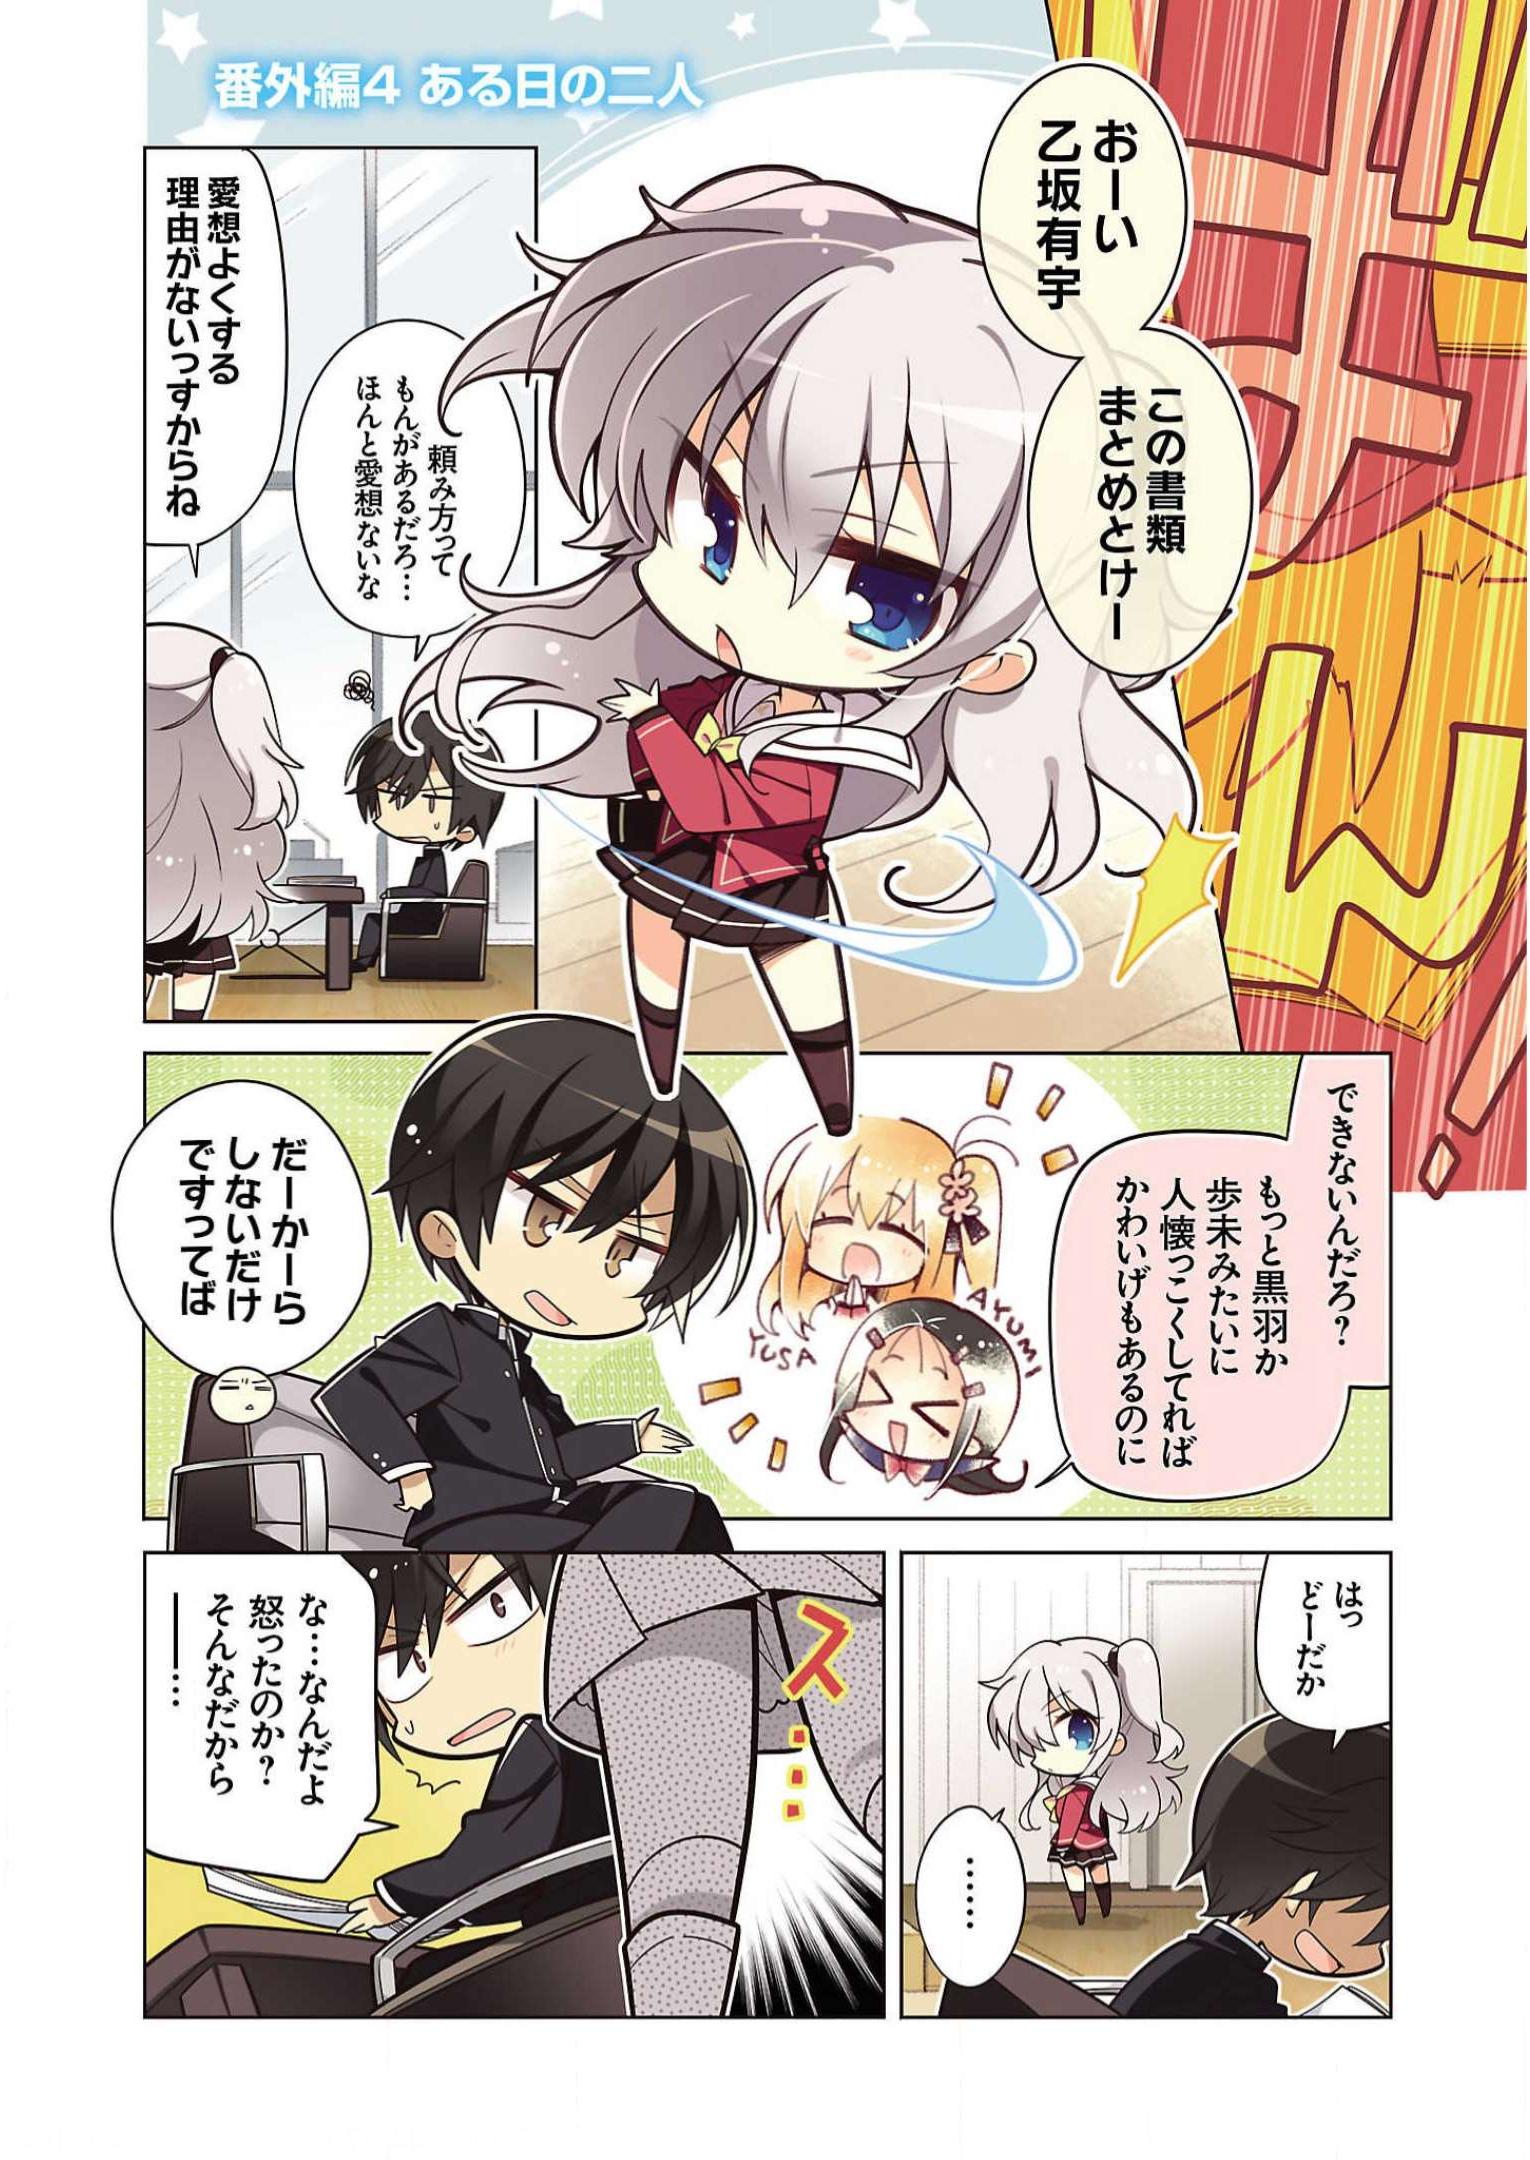 番外編4 ある日の二人
おーい
乙坂有宇
この書類
まとめとけー
頼み方って
もんがあるだろ…
ほんと愛想ないな
愛想よくする
理由がないっすからね
できないんだろ？
もっと黒羽か
歩未みたいに
人懐っこくしてれば
かわいげもあるのに
YUSA
AYUMI
だーかーら
しないだけ
ですってば
はっ
どーだか
……
ス…
な…なんだよ
怒ったのか？
そんなだから
――…